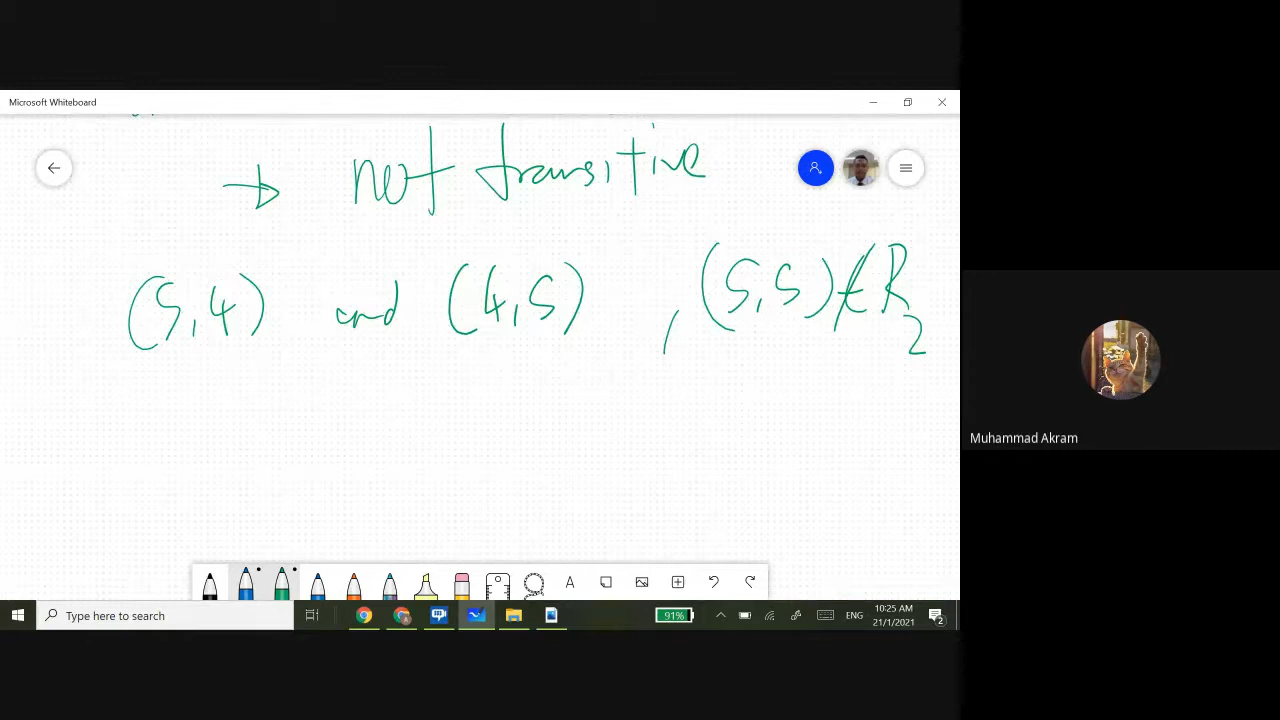 Microsoft Whiteboard
→ not transitive
(5,4) and (4,5) , (5,5) ∉ R₂
Muhammad Akram
A
Type here to search
91%
ENG
10:25 AM
21/1/2021
2